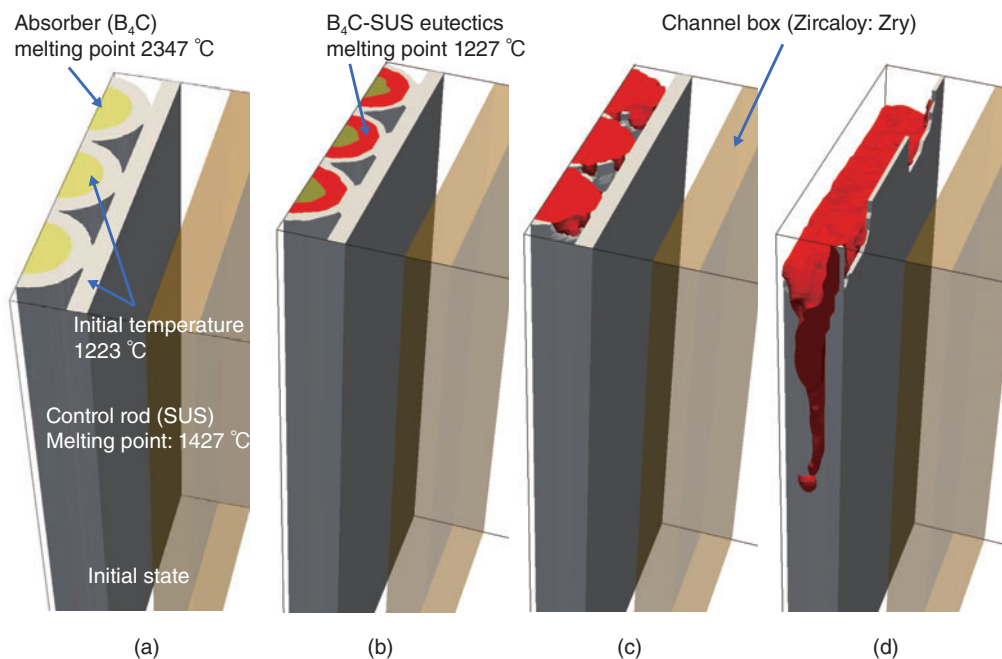 Absorber (B₄C)
melting point 2347 ℃
B₄C-SUS eutectics
melting point 1227 ℃
Channel box (Zircaloy: Zry)
Initial temperature
1223 ℃
Control rod (SUS)
Melting point: 1427 ℃
Initial state
(a)
(b)
(c)
(d)